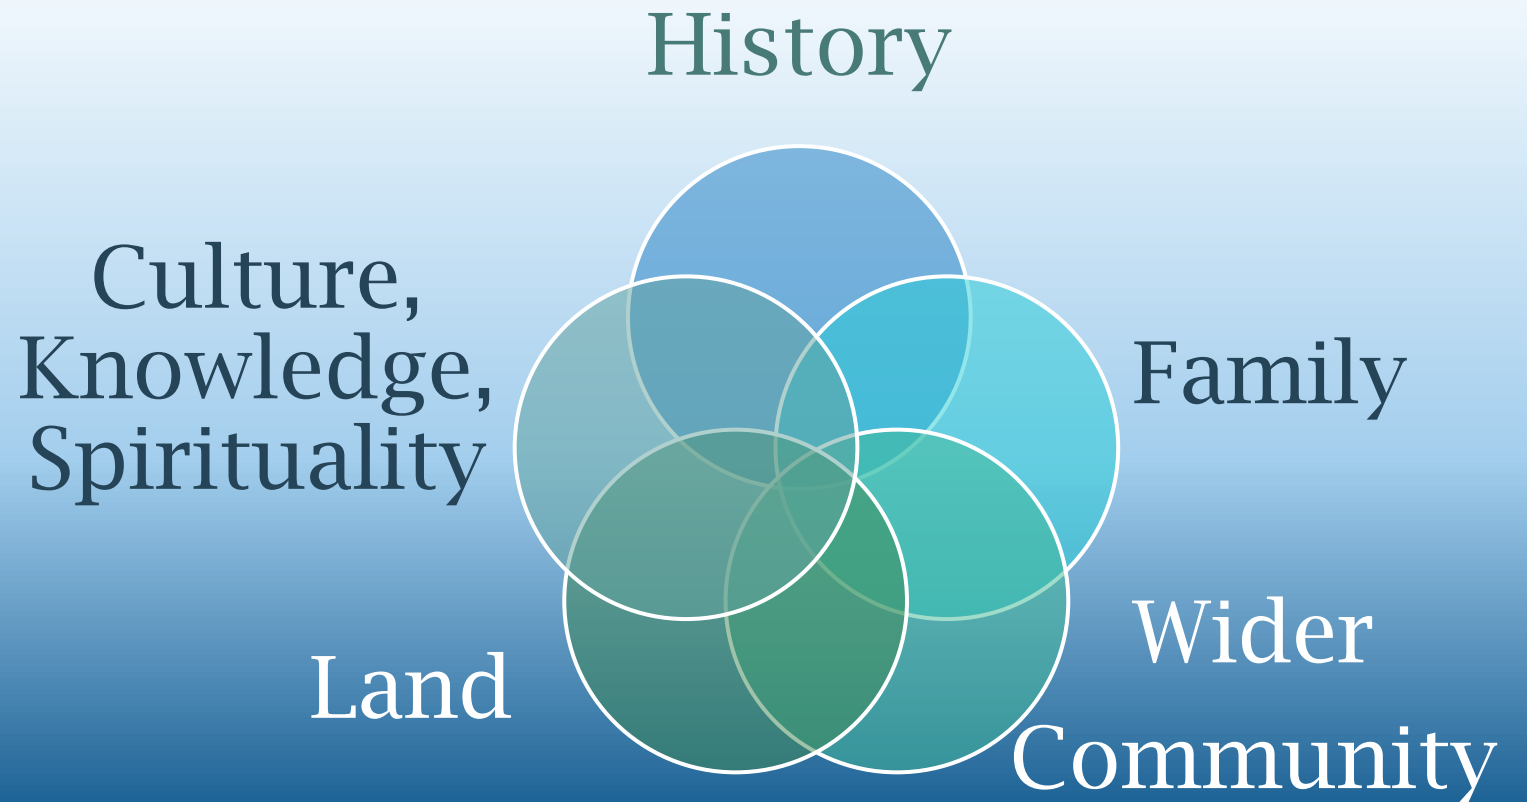 History
Culture,
Knowledge,
Spirituality
Family
Wider
Community
Land